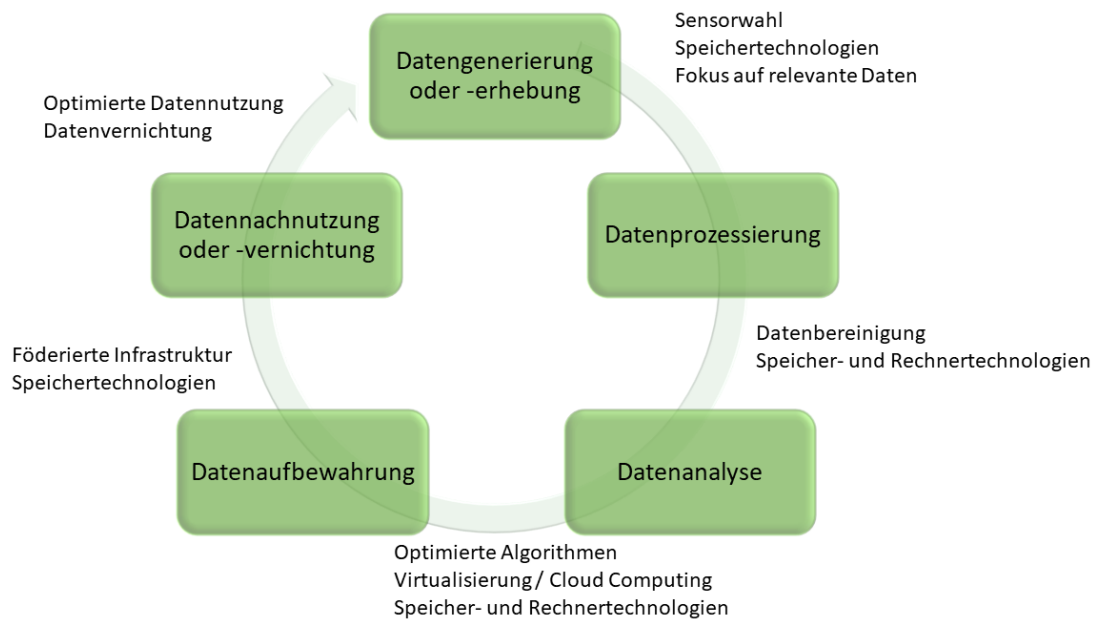 Datengenerierung
oder -erhebung
Sensorwahl
Speichertechnologien
Fokus auf relevante Daten
Datenprozessierung
Datenbereinigung
Speicher- und Rechnertechnologien
Datenanalyse
Optimierte Algorithmen
Virtualisierung / Cloud Computing
Speicher- und Rechnertechnologien
Datenaufbewahrung
Föderierte Infrastruktur
Speichertechnologien
Datennachnutzung
oder -vernichtung
Optimierte Datennutzung
Datenvernichtung